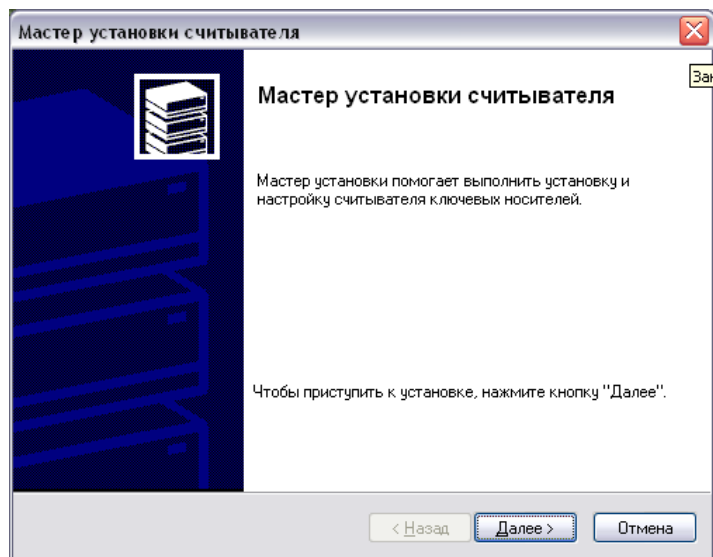 Мастер установки считывателя
Мастер установки считывателя
Мастер установки помогает выполнить установку и
настройку считывателя ключевых носителей.
Чтобы приступить к установке, нажмите кнопку "Далее".
< Назад
Далее >
Отмена